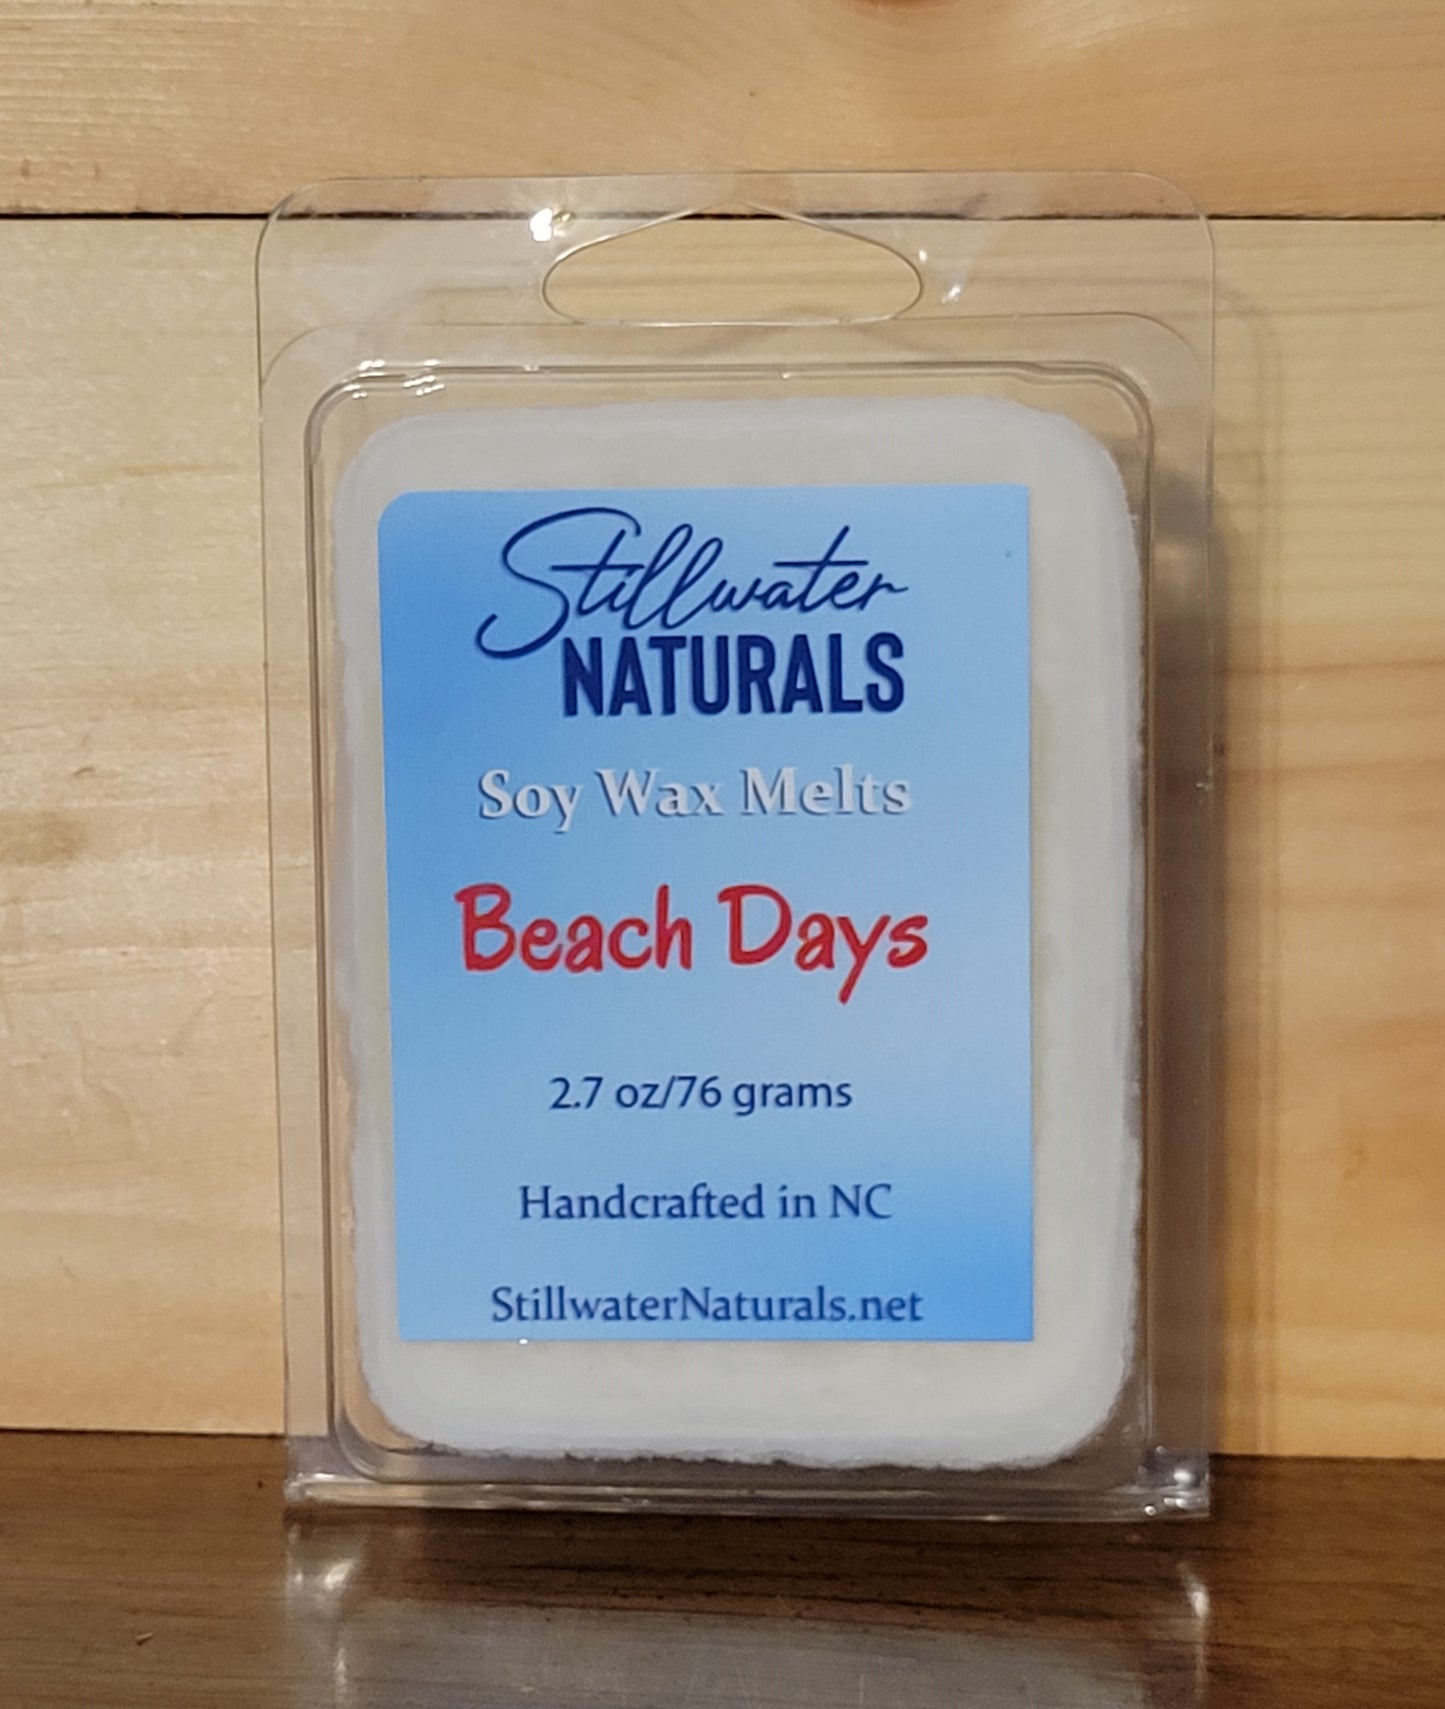 Stillwater
NATURALS
Soy Wax Melts
Beach Days
2.7 oz/76 grams
Handcrafted in NC
StillwaterNaturals.net